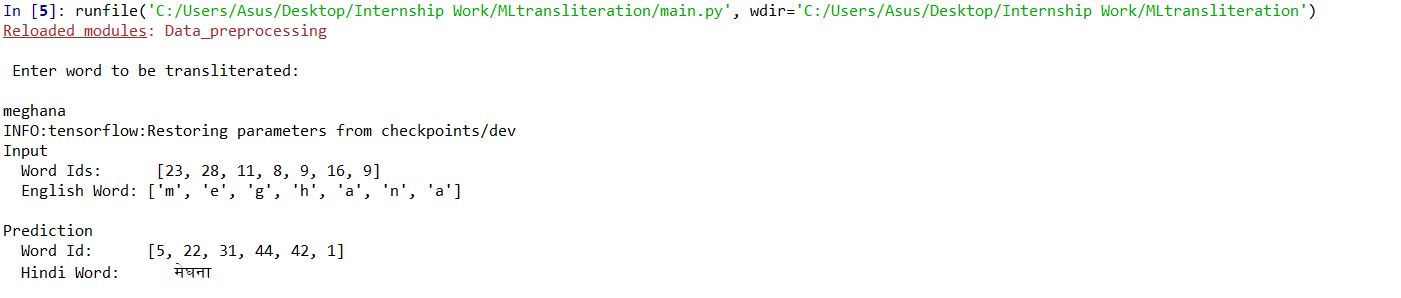 In [5]: runfile('C:/Users/Asus/Desktop/Internship Work/MLtransliteration/main.py', wdir='C:/Users/Asus/Desktop/Internship Work/MLtransliteration')
Reloaded modules: Data_preprocessing
Enter word to be transliterated:
meghana
INFO:tensorflow:Restoring parameters from checkpoints/dev
Input
Word Ids: [23, 28, 11, 8, 9, 16, 9]
English Word: ['m', 'e', 'g', 'h', 'a', 'n', 'a']
Prediction
Word Id: [5, 22, 31, 44, 42, 1]
Hindi Word: मेघना